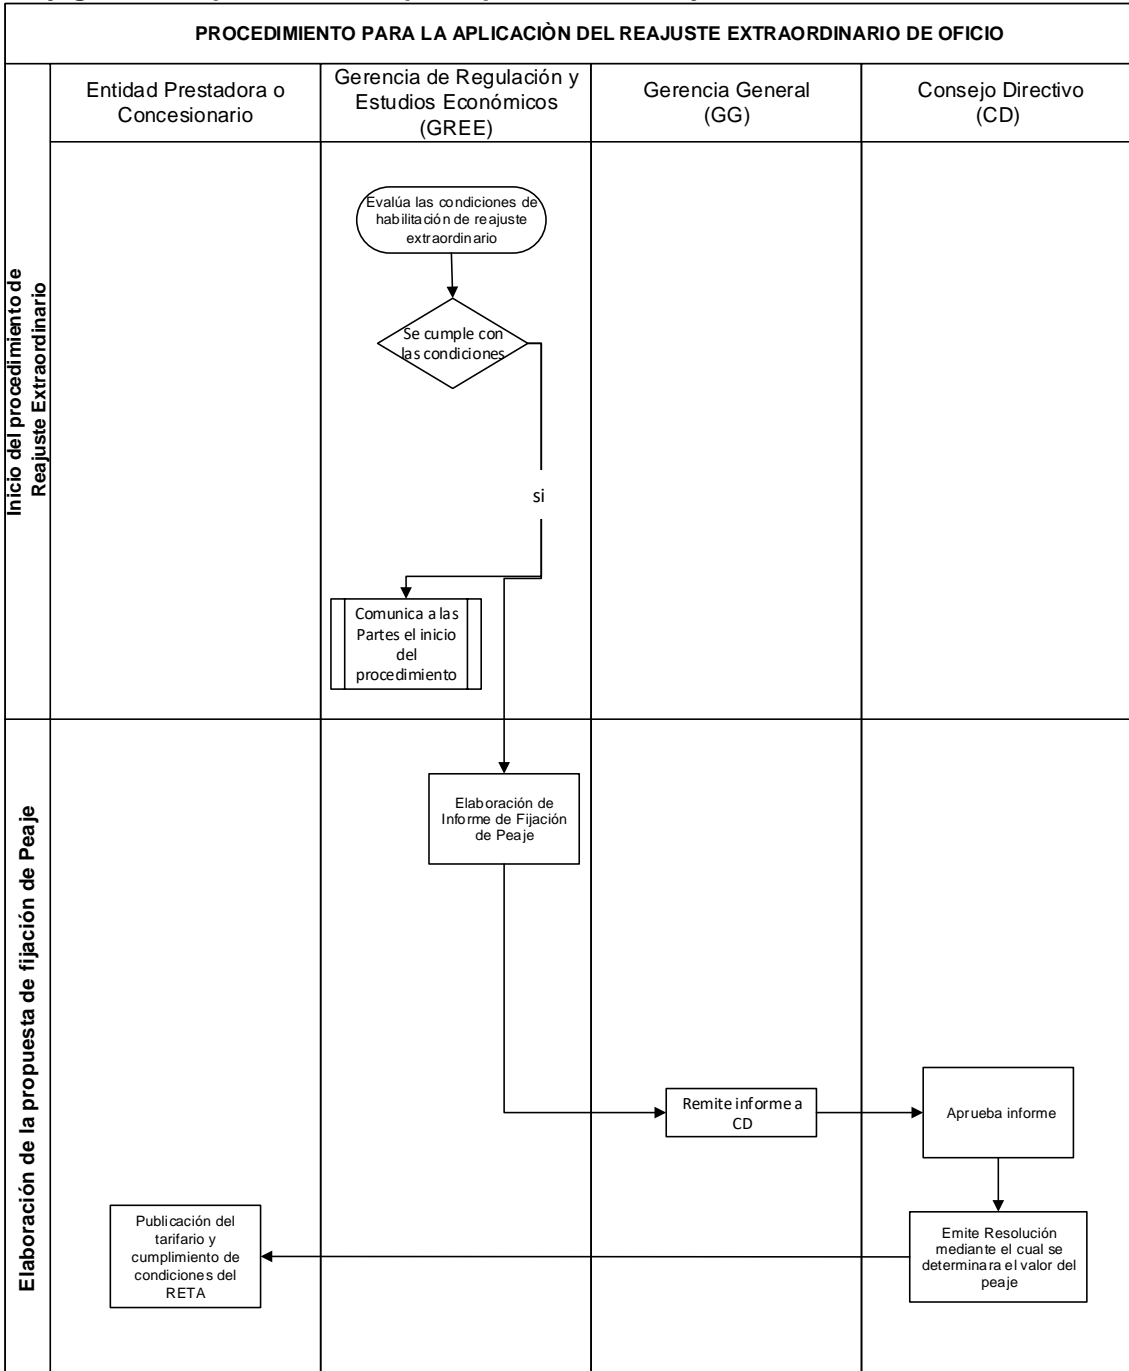 PROCEDIMIENTO PARA LA APLICACIÒN DEL REAJUSTE EXTRAORDINARIO DE OFICIO
Entidad Prestadora o
Concesionario
Gerencia de Regulación y
Estudios Económicos
(GREE)
Gerencia General
(GG)
Consejo Directivo
(CD)
Inicio del procedimiento de
Reajuste Extraordinario
Evalúa las condiciones de
habilitación de reajuste
extraordinario
Se cumple con
las condiciones
si
Comunica a las
Partes el inicio
del
procedimiento
Elaboración de la propuesta de fijación de Peaje
Elaboración de
Informe de Fijación
de Peaje
Remite informe a
CD
Aprueba informe
Publicación del
tarifario y
cumplimiento de
condiciones del
RETA
Emite Resolución
mediante el cual se
determinara el valor del
peaje